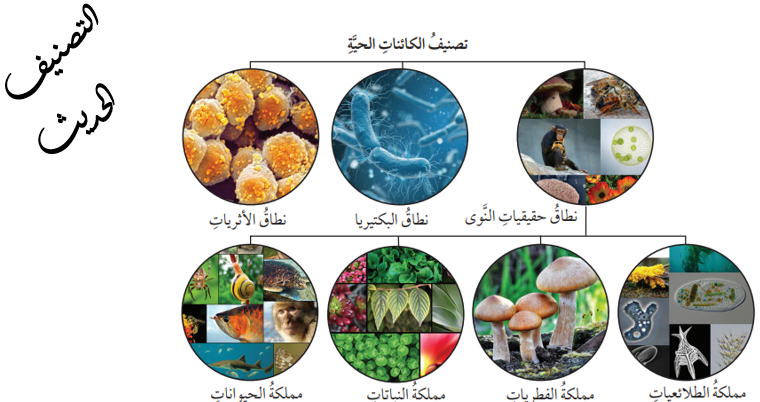 التصنيف
الحديث
تصنيفُ الكائناتِ الحيَّةِ
نطاقُ حقيقياتِ النَّوى
نطاقُ البكتيريا
نطاقُ الأثرياتِ
مملكةُ الطلائعياتِ
مملكةُ الفطرياتِ
مملكةُ النباتاتِ
مملكةُ الحيواناتِ